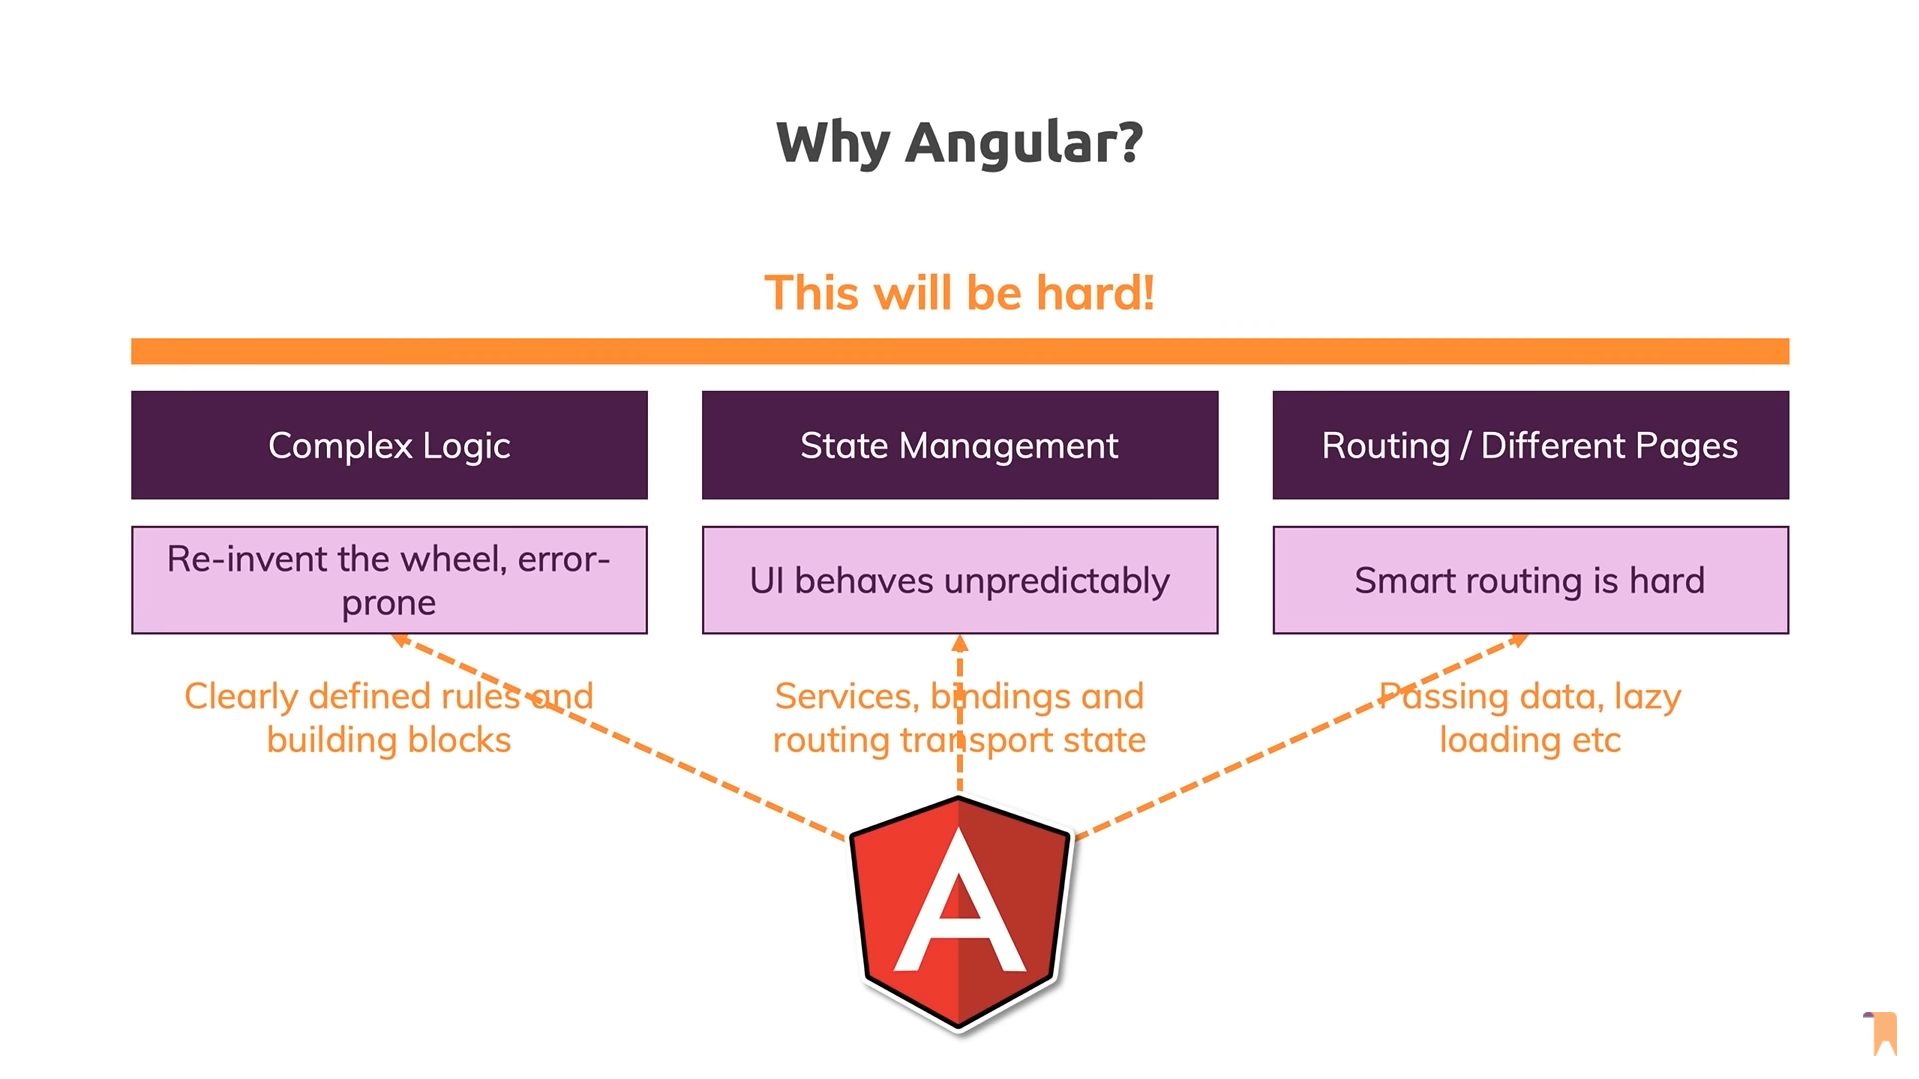 Why Angular?
This will be hard!
Complex Logic
State Management
Routing / Different Pages
Re-invent the wheel, error-
prone
UI behaves unpredictably
Smart routing is hard
Clearly defined rules and
building blocks
Services, bindings and
routing transport state
Passing data, lazy
loading etc
A